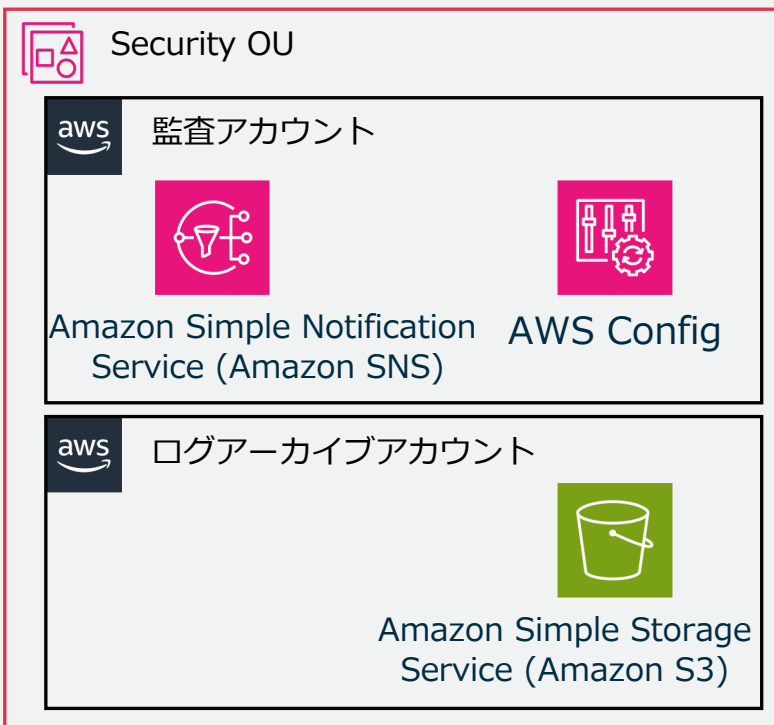 Security OU
aws
監査アカウント
Amazon Simple Notification
Service (Amazon SNS)
AWS Config
aws
ログアーカイブアカウント
Amazon Simple Storage
Service (Amazon S3)